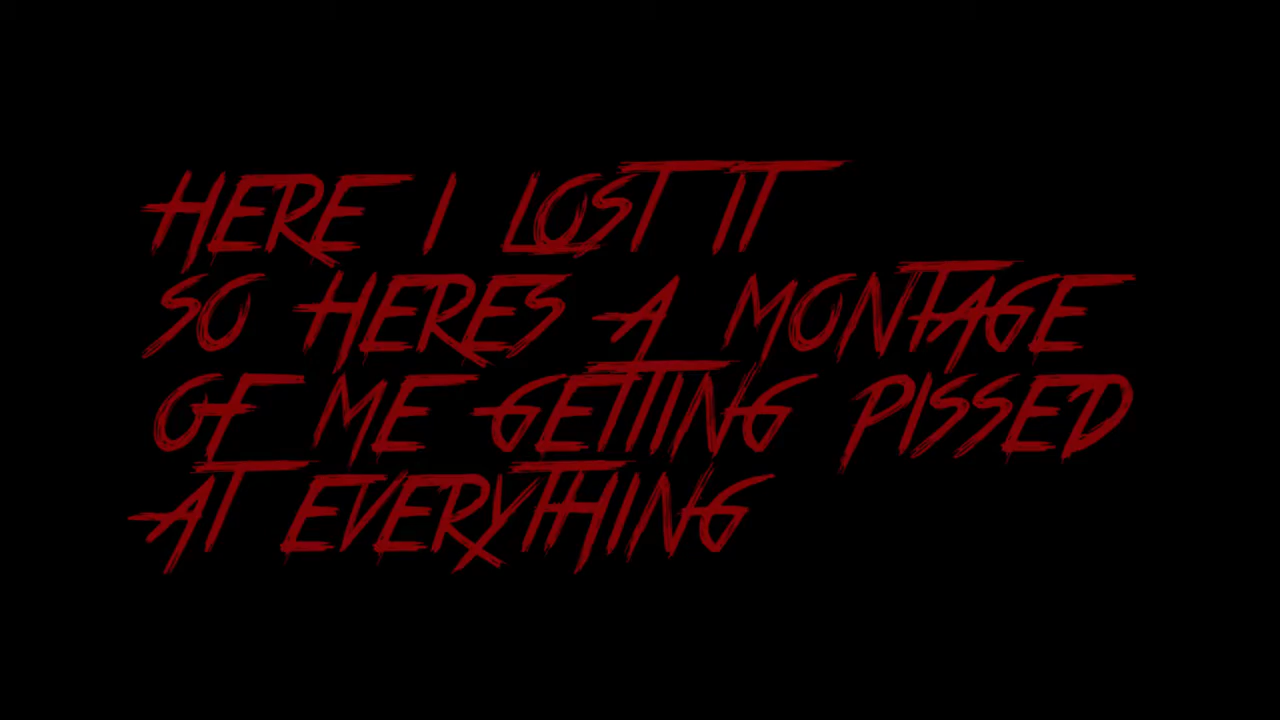 HERE I LOST IT
SO HERES A MONTAGE
OF ME GETTING PISSED
AT EVERYTHING